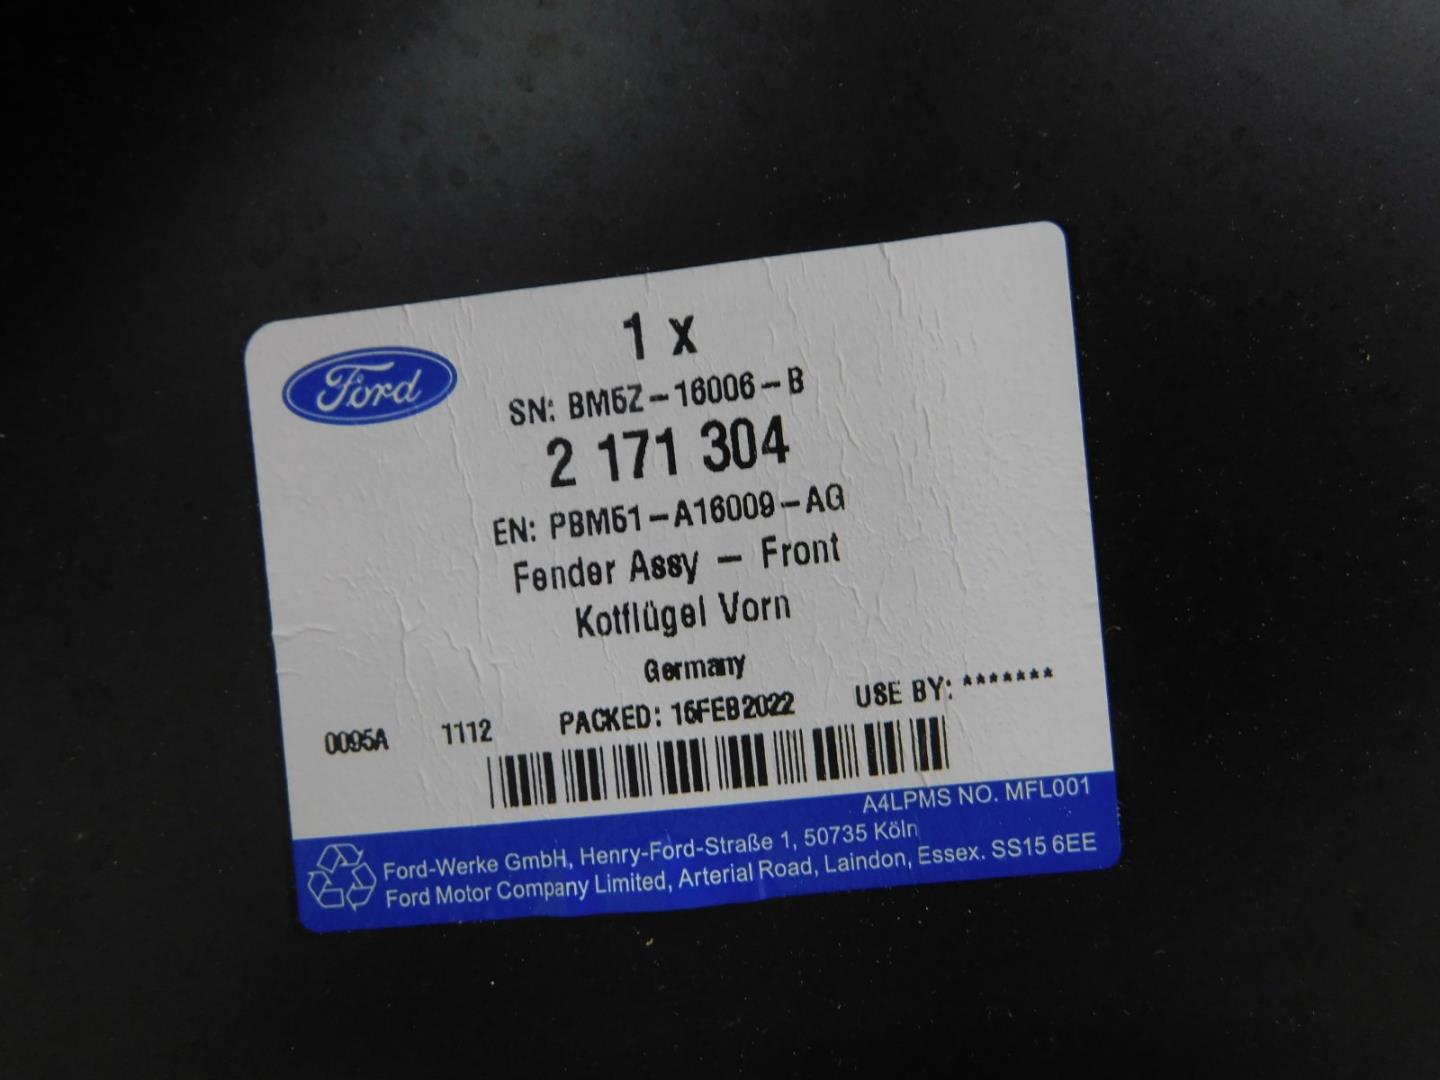 Ford
1 x
SN: BM5Z-16006-B
2 171 304
EN: PBM51-A16009-AG
Fender Assy - Front
Kotflügel Vorn
Germany
0095A 1112 PACKED: 15FEB2022 USE BY: *******
A4LPMS NO. MFL001
Ford-Werke GmbH, Henry-Ford-Straße 1, 50735 Köln
Ford Motor Company Limited, Arterial Road, Laindon, Essex. SS15 6EE